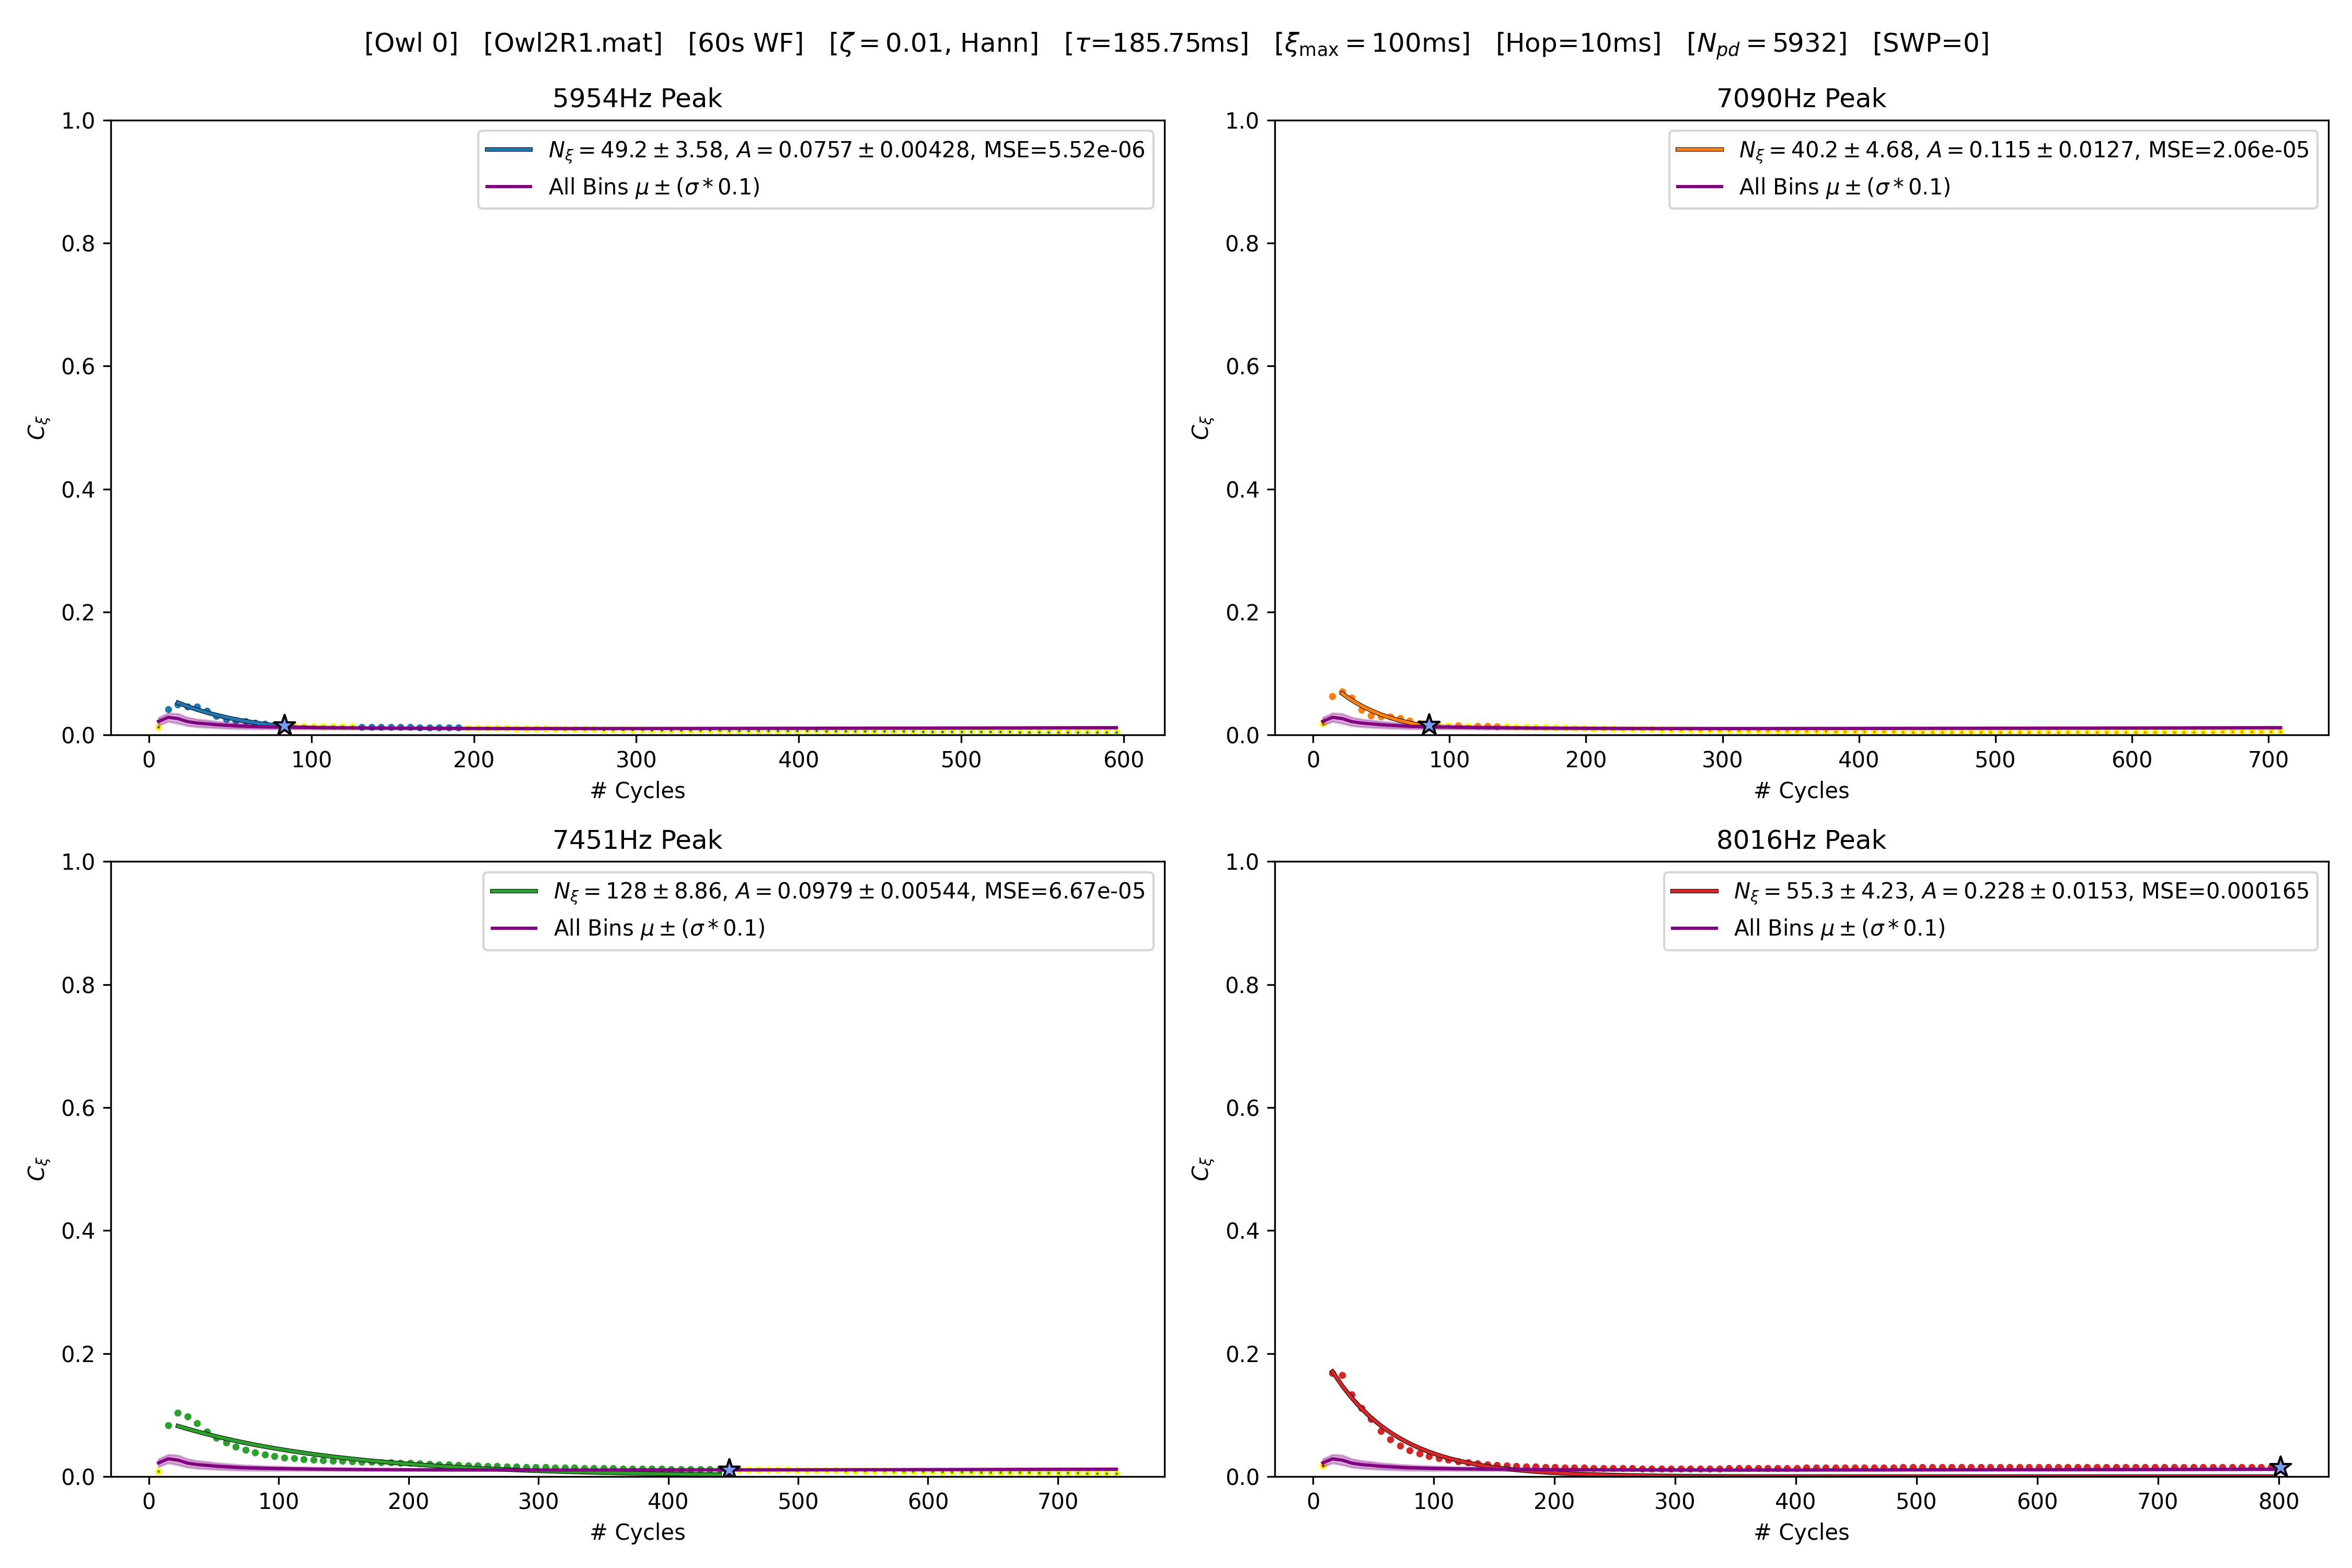 [Owl 0] [Owl2R1.mat] [60s WF] [ζ = 0.01, Hann] [τ=185.75ms] [ξmax = 100ms] [Hop=10ms] [Npd = 5932] [SWP=0]
5954Hz Peak
Nξ = 49.2 ± 3.58, A = 0.0757 ± 0.00428, MSE=5.52e-06
All Bins μ ± (σ * 0.1)
1.0
0.8
0.6
0.4
0.2
0.0
Cξ
0 100 200 300 400 500 600
# Cycles
7090Hz Peak
Nξ = 40.2 ± 4.68, A = 0.115 ± 0.0127, MSE=2.06e-05
All Bins μ ± (σ * 0.1)
1.0
0.8
0.6
0.4
0.2
0.0
Cξ
0 100 200 300 400 500 600 700
# Cycles
7451Hz Peak
Nξ = 128 ± 8.86, A = 0.0979 ± 0.00544, MSE=6.67e-05
All Bins μ ± (σ * 0.1)
1.0
0.8
0.6
0.4
0.2
0.0
Cξ
0 100 200 300 400 500 600 700
# Cycles
8016Hz Peak
Nξ = 55.3 ± 4.23, A = 0.228 ± 0.0153, MSE=0.000165
All Bins μ ± (σ * 0.1)
1.0
0.8
0.6
0.4
0.2
0.0
Cξ
0 100 200 300 400 500 600 700 800
# Cycles